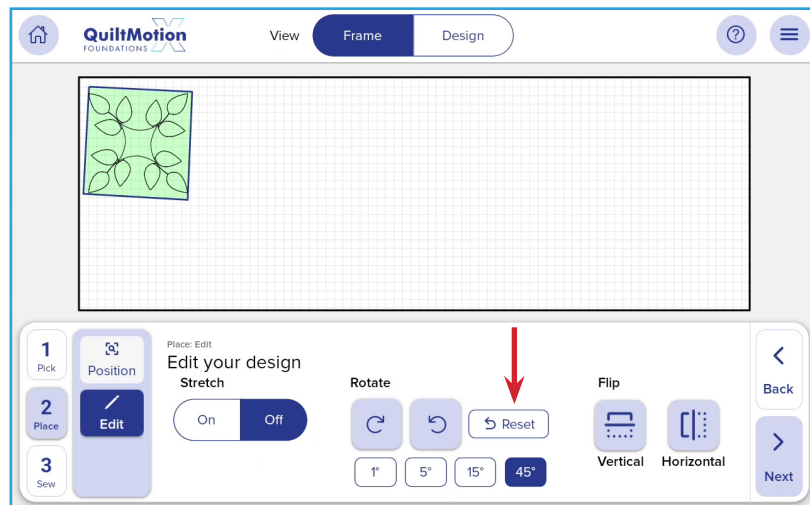 QuiltMotion
FOUNDATIONS
View
Frame
Design
?
1
Pick
2
Place
3
Sew
Position
Edit
Place: Edit
Edit your design
Stretch
On
Off
Rotate
Reset
1°
5°
15°
45°
Flip
Vertical
Horizontal
Back
Next